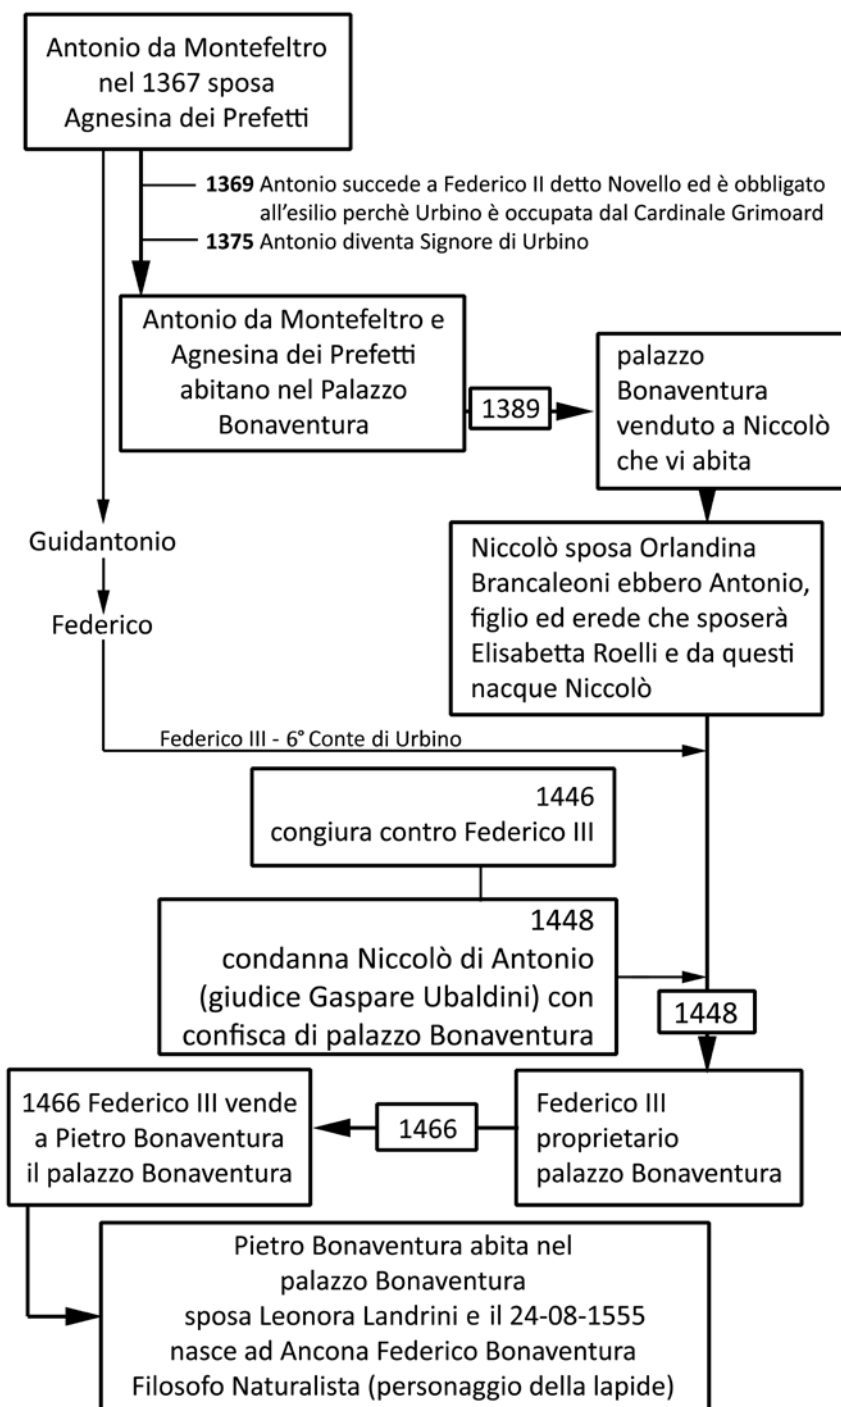 Antonio da Montefeltro
nel 1367 sposa
Agnesina dei Prefetti
1369 Antonio succede a Federico II detto Novello ed è obbligato
all'esilio perchè Urbino è occupata dal Cardinale Grimoard
1375 Antonio diventa Signore di Urbino
Antonio da Montefeltro e
Agnesina dei Prefetti
abitano nel Palazzo
Bonaventura
1389
palazzo
Bonaventura
venduto a Niccolò
che vi abita
Guidantonio
Federico
Niccolò sposa Orlandina
Brancaleoni ebbero Antonio,
figlio ed erede che sposerà
Elisabetta Roelli e da questi
nacque Niccolò
Federico III - 6° Conte di Urbino
1446
congiura contro Federico III
1448
condanna Niccolò di Antonio
(giudice Gaspare Ubaldini) con
confisca di palazzo Bonaventura
1448
Federico III
proprietario
palazzo Bonaventura
1466
1466 Federico III vende
a Pietro Bonaventura
il palazzo Bonaventura
Pietro Bonaventura abita nel
palazzo Bonaventura
sposa Leonora Landrini e il 24-08-1555
nasce ad Ancona Federico Bonaventura
Filosofo Naturalista (personaggio della lapide)